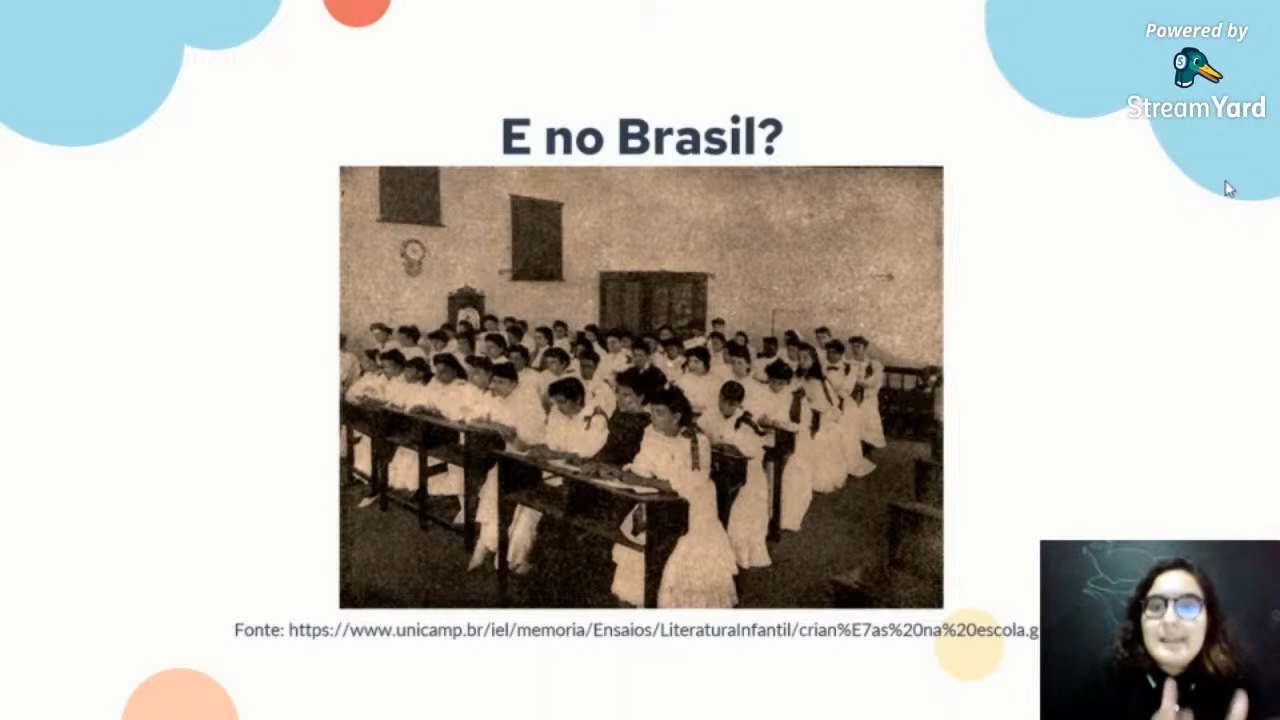 Powered by
StreamYard
E no Brasil?
Fonte: https://www.unicamp.br/iel/memoria/Ensaios/LiteraturaInfantil/crian%E7as%20na%20escola.g